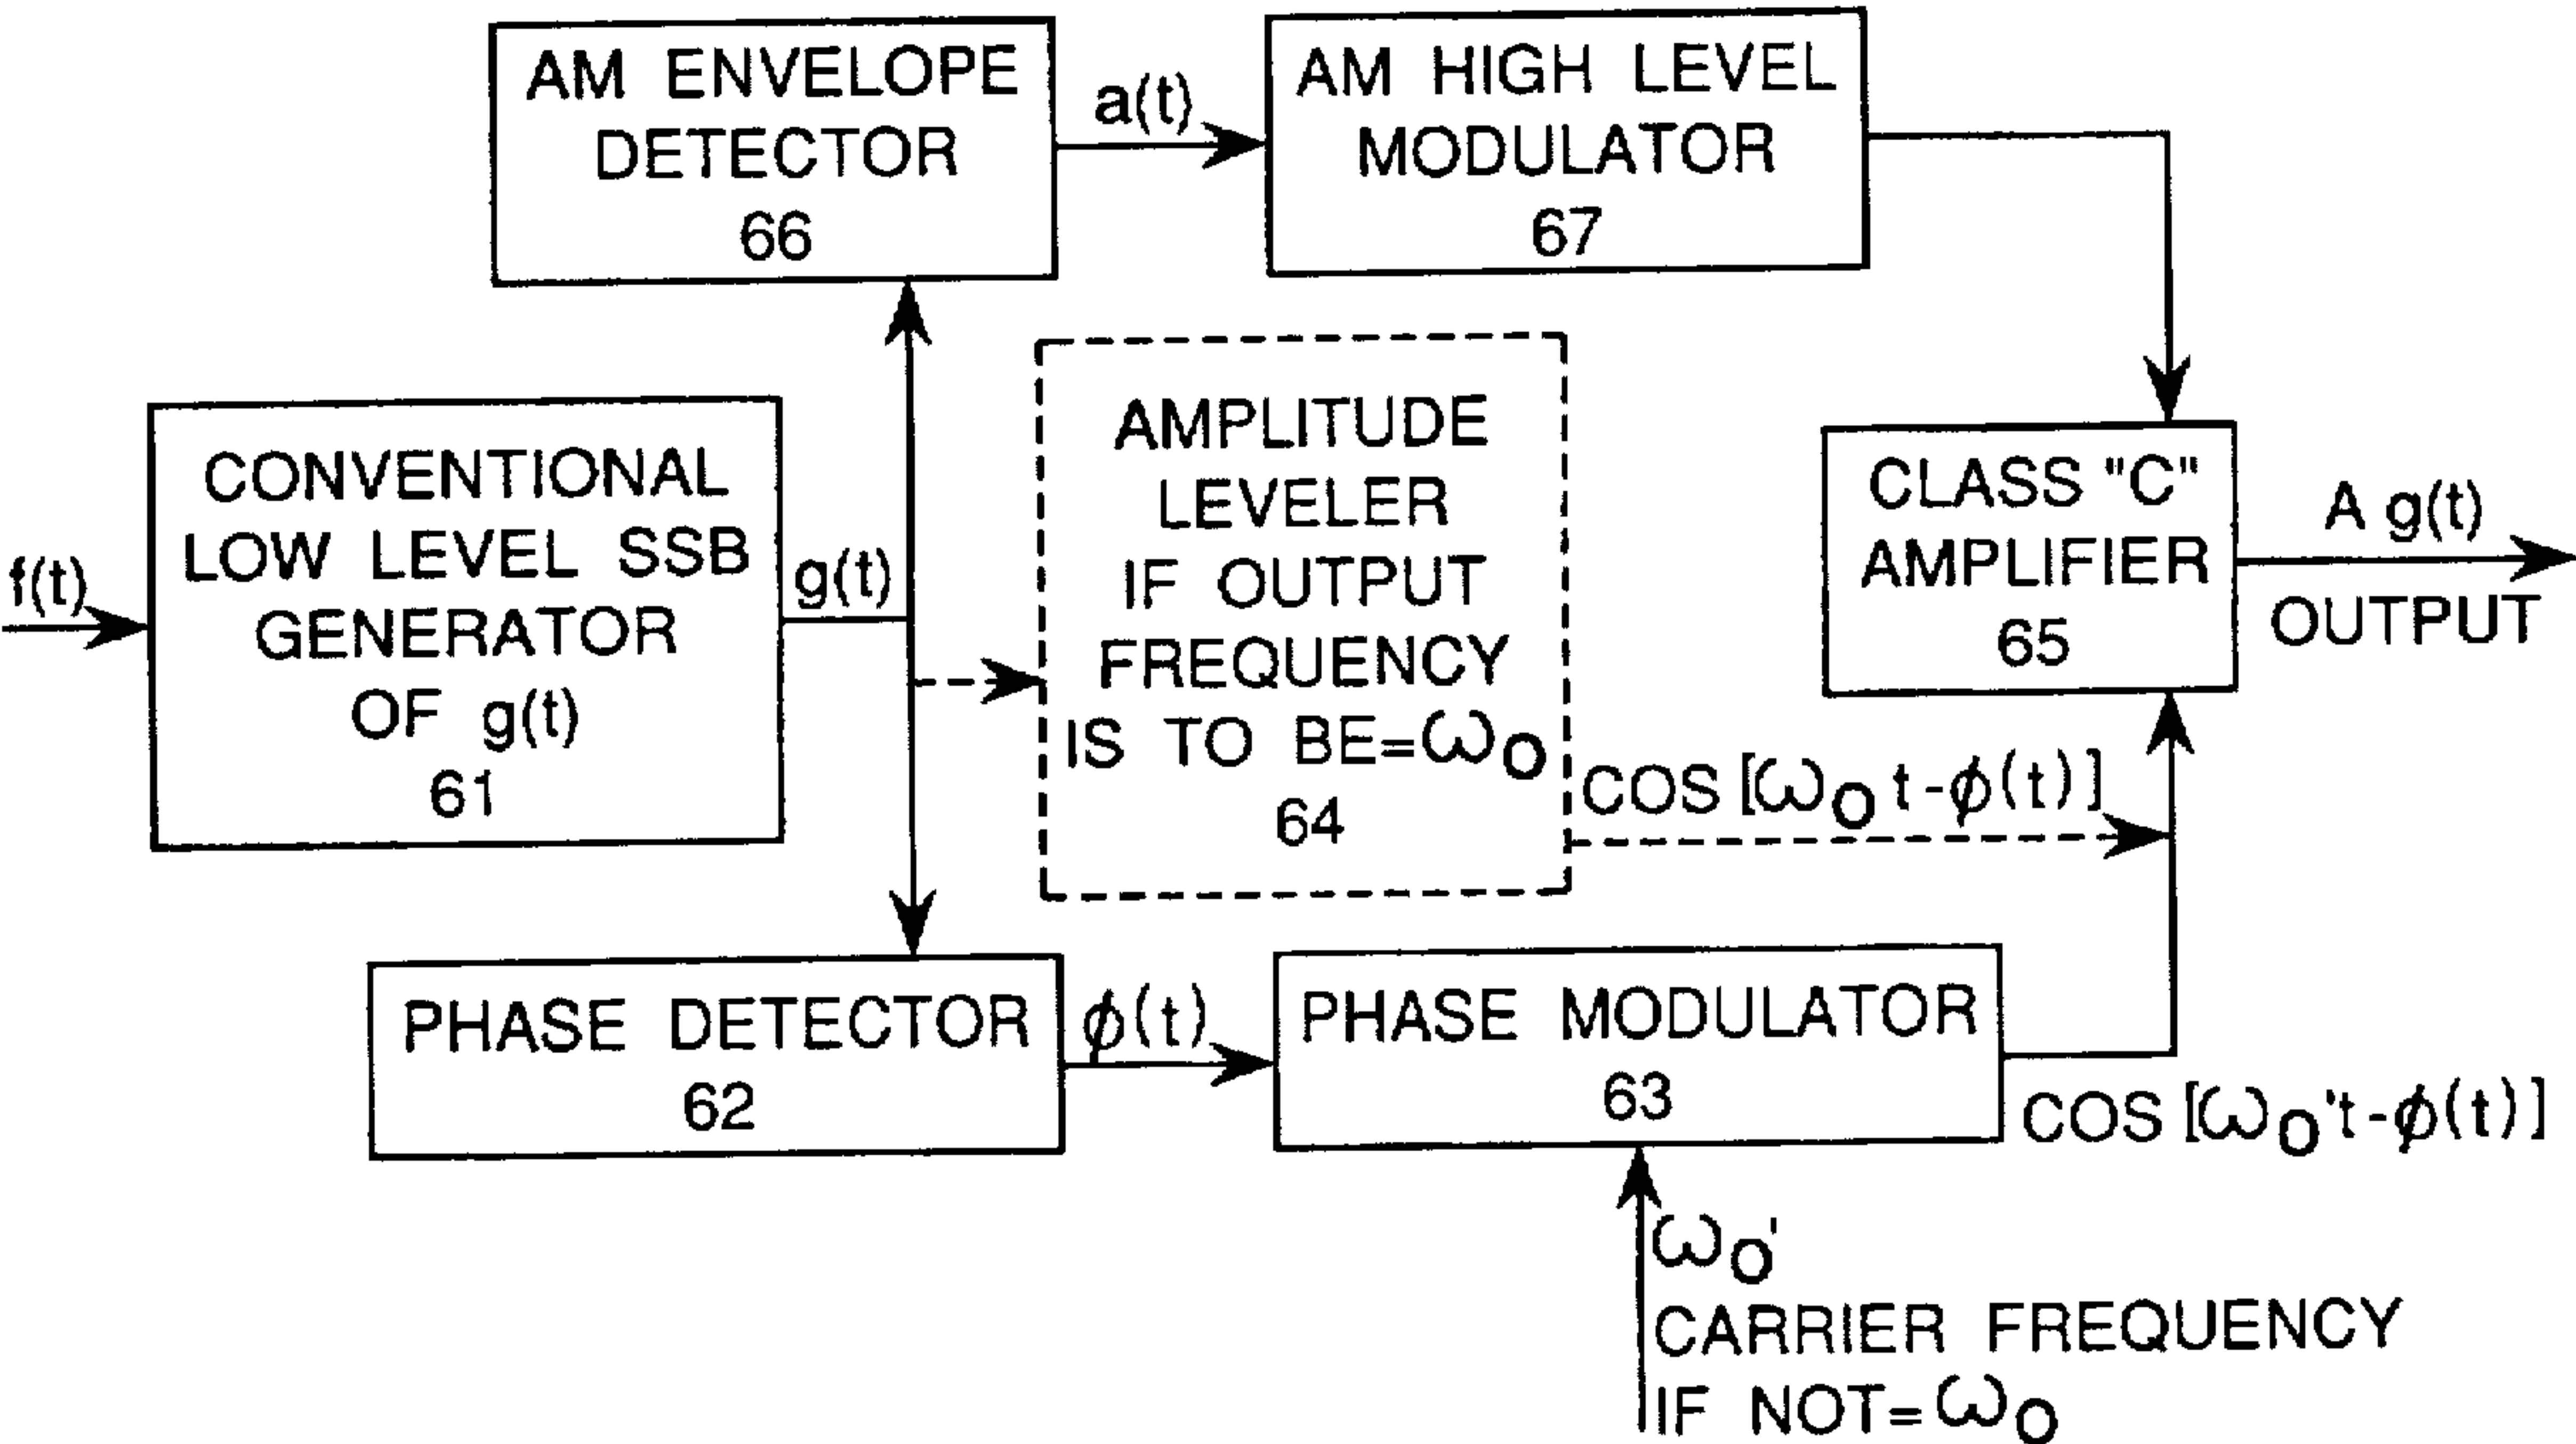 AM ENVELOPE
DETECTOR
66
a(t)
AM HIGH LEVEL
MODULATOR
67
f(t)
CONVENTIONAL
LOW LEVEL SSB
GENERATOR
OF g(t)
61
g(t)
AMPLITUDE
LEVELER
IF OUTPUT
FREQUENCY
IS TO BE=ω₀
64
COS [ω₀ t-ϕ(t)]
CLASS "C"
AMPLIFIER
65
A g(t)
OUTPUT
PHASE DETECTOR
62
ϕ(t)
PHASE MODULATOR
63
COS [ω₀'t-ϕ(t)]
ω₀'
CARRIER FREQUENCY
IF NOT=ω₀